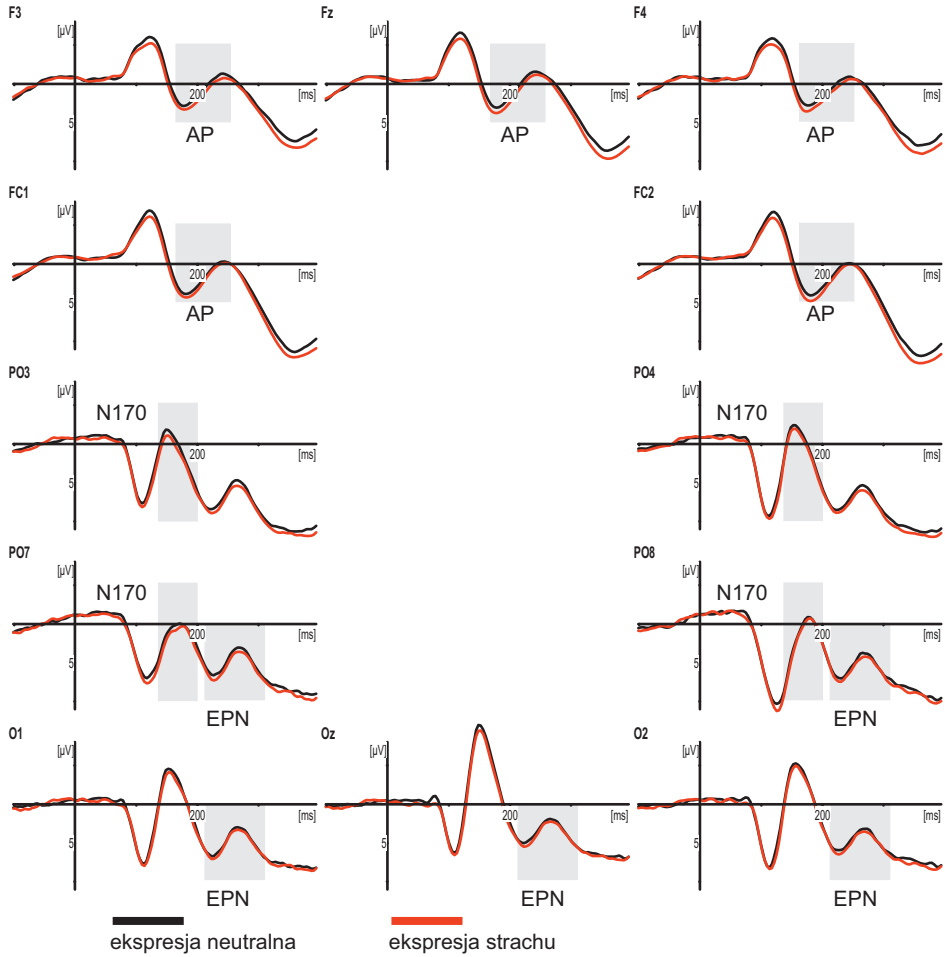 F3 Fz F4
[µV] [µV] [µV]
200 [ms] 200 [ms] 200 [ms]
5 AP 5 AP 5 AP
FC1 FC2
[µV] [µV]
200 [ms] 200 [ms]
5 AP 5 AP
PO3 PO4
[µV] N170 [µV] N170
200 [ms] 200 [ms]
5 5
PO7 PO8
[µV] N170 [µV] N170
200 [ms] 200 [ms]
5 5
EPN EPN
O1 Oz O2
[µV] [µV] [µV]
200 [ms] 200 [ms] 200 [ms]
5 5 5
EPN EPN EPN
ekspresja neutralna ekspresja strachu